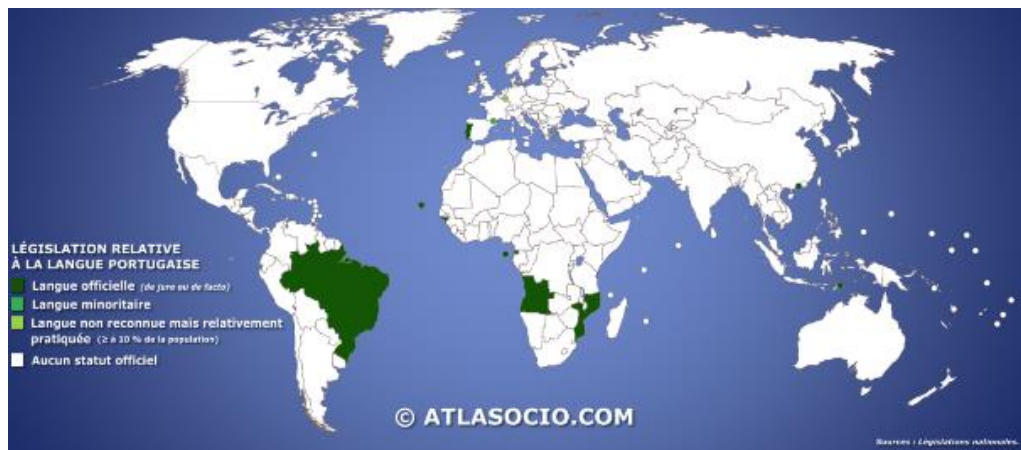 LÉGISLATION RELATIVE
À LA LANGUE PORTUGAISE
Langue officielle (de jure ou de facto)
Langue minoritaire
Langue non reconnue mais relativement
pratiquée (≥ à 10 % de la population)
Aucun statut officiel
© ATLASOCIO.COM
Sources : Législations nationales.